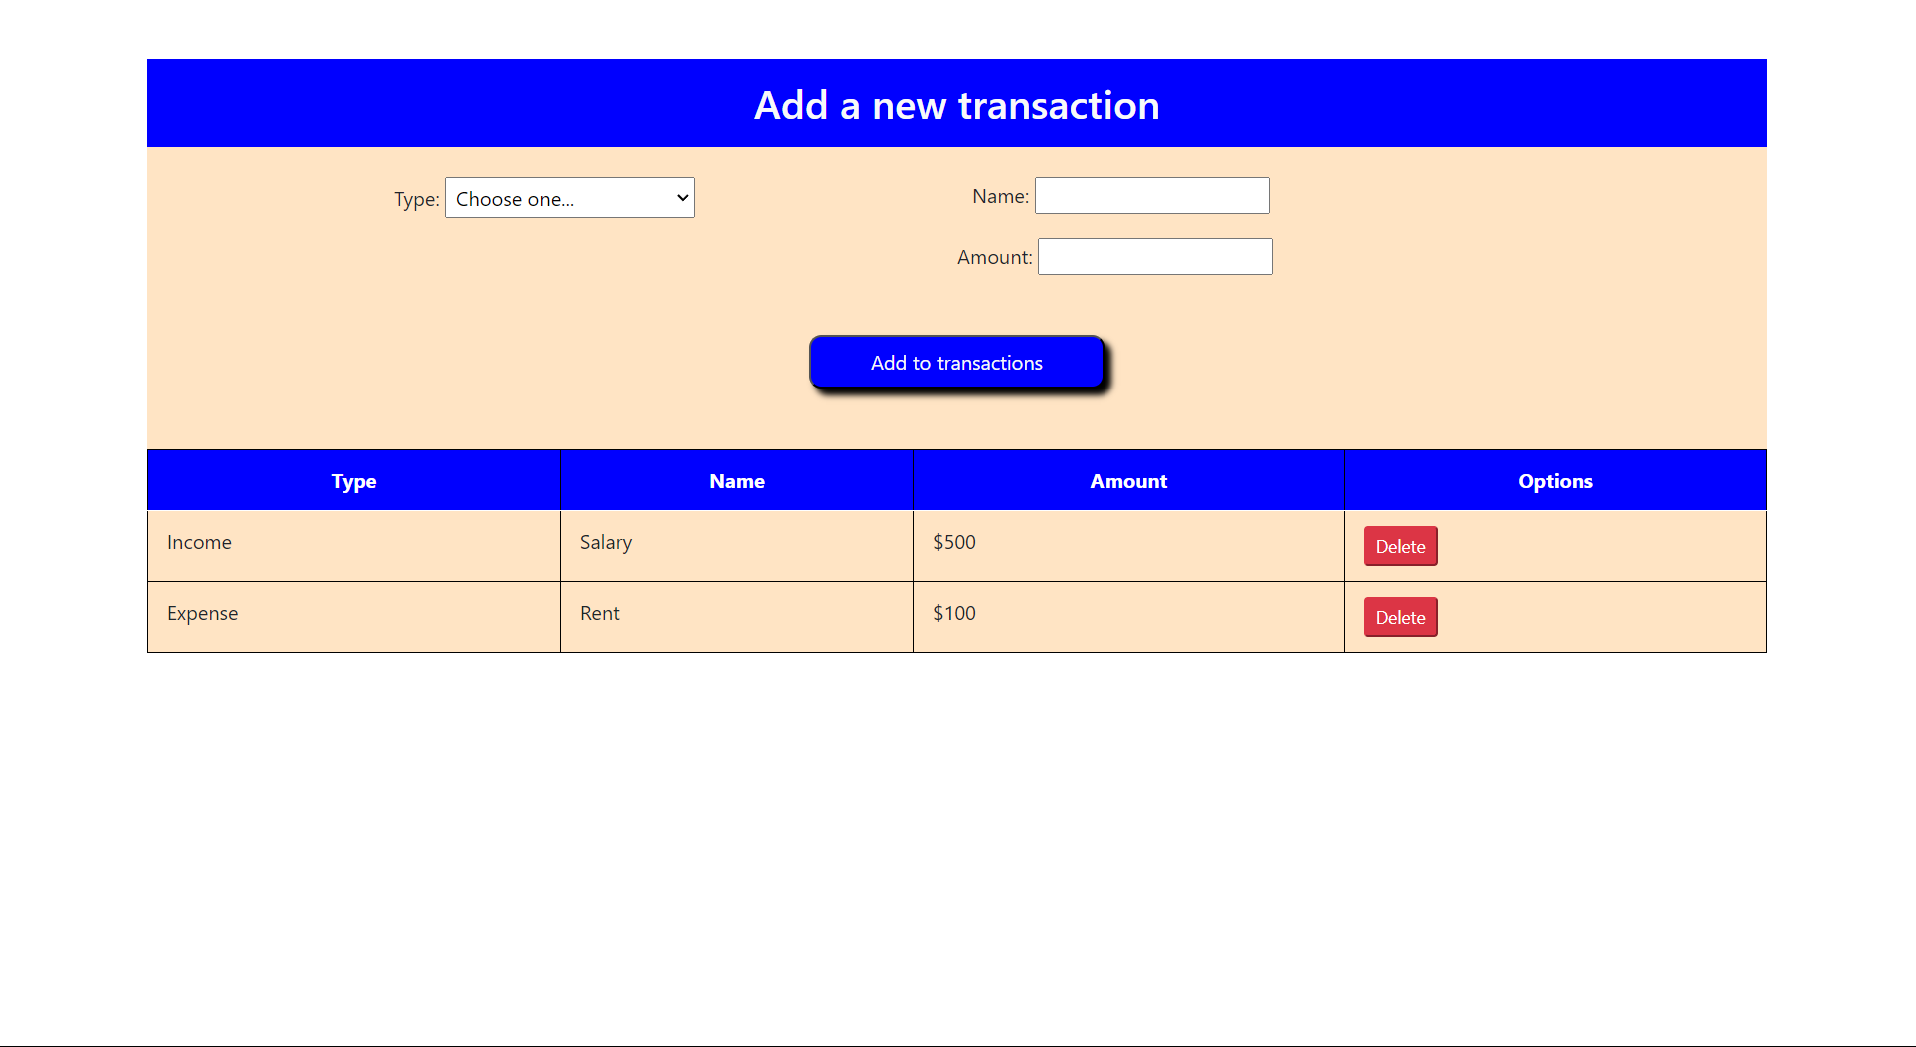 Add a new transaction
Type: Choose one... Name:
Amount:
Add to transactions
Type Name Amount Options
Income Salary $500 Delete
Expense Rent $100 Delete